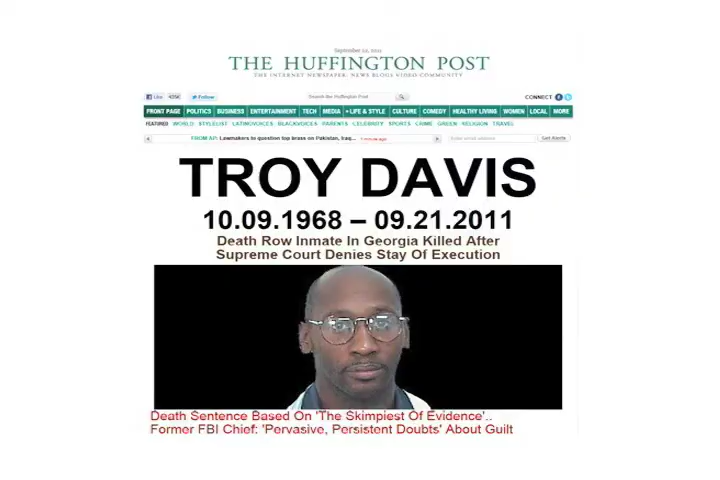 September 22, 2011
THE HUFFINGTON POST
THE INTERNET NEWSPAPER: NEWS BLOGS VIDEO COMMUNITY
Like 435K Follow Search the Huffington Post CONNECT
FRONT PAGE POLITICS BUSINESS ENTERTAINMENT TECH MEDIA LIFE & STYLE CULTURE COMEDY HEALTHY LIVING WOMEN LOCAL MORE
FEATURED WORLD STYLELIST LATINOVOICES BLACKVOICES PARENTS CELEBRITY SPORTS CRIME GREEN RELIGION TRAVEL
FROM AP: Lawmakers to question top brass on Pakistan, Iraq... Enter email address Get Alerts
TROY DAVIS
10.09.1968 – 09.21.2011
Death Row Inmate In Georgia Killed After
Supreme Court Denies Stay Of Execution
Death Sentence Based On 'The Skimpiest Of Evidence'..
Former FBI Chief: 'Pervasive, Persistent Doubts' About Guilt